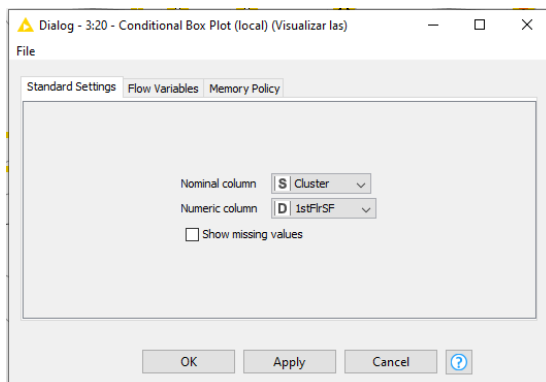 Dialog - 3:20 - Conditional Box Plot (local) (Visualizar las)
File
Standard Settings Flow Variables Memory Policy
Nominal column S Cluster
Numeric column D 1stFlrSF
Show missing values
OK Apply Cancel ?